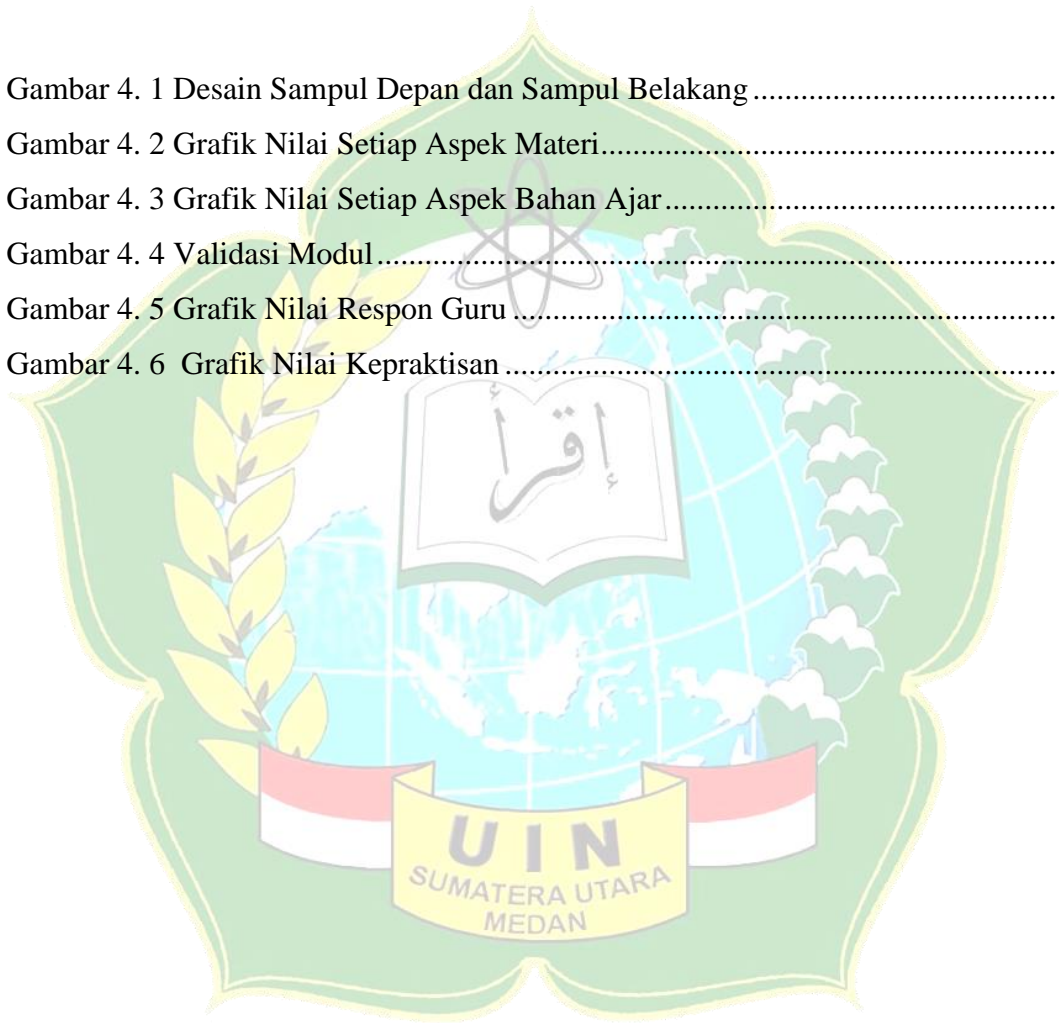 Gambar 4. 1 Desain Sampul Depan dan Sampul Belakang......................................
Gambar 4. 2 Grafik Nilai Setiap Aspek Materi.........................................................
Gambar 4. 3 Grafik Nilai Setiap Aspek Bahan Ajar.................................................
Gambar 4. 4 Validasi Modul.....................................................................................
Gambar 4. 5 Grafik Nilai Respon Guru ....................................................................
Gambar 4. 6  Grafik Nilai Kepraktisan .....................................................................
إقرأ
UIN
SUMATERA UTARA
MEDAN